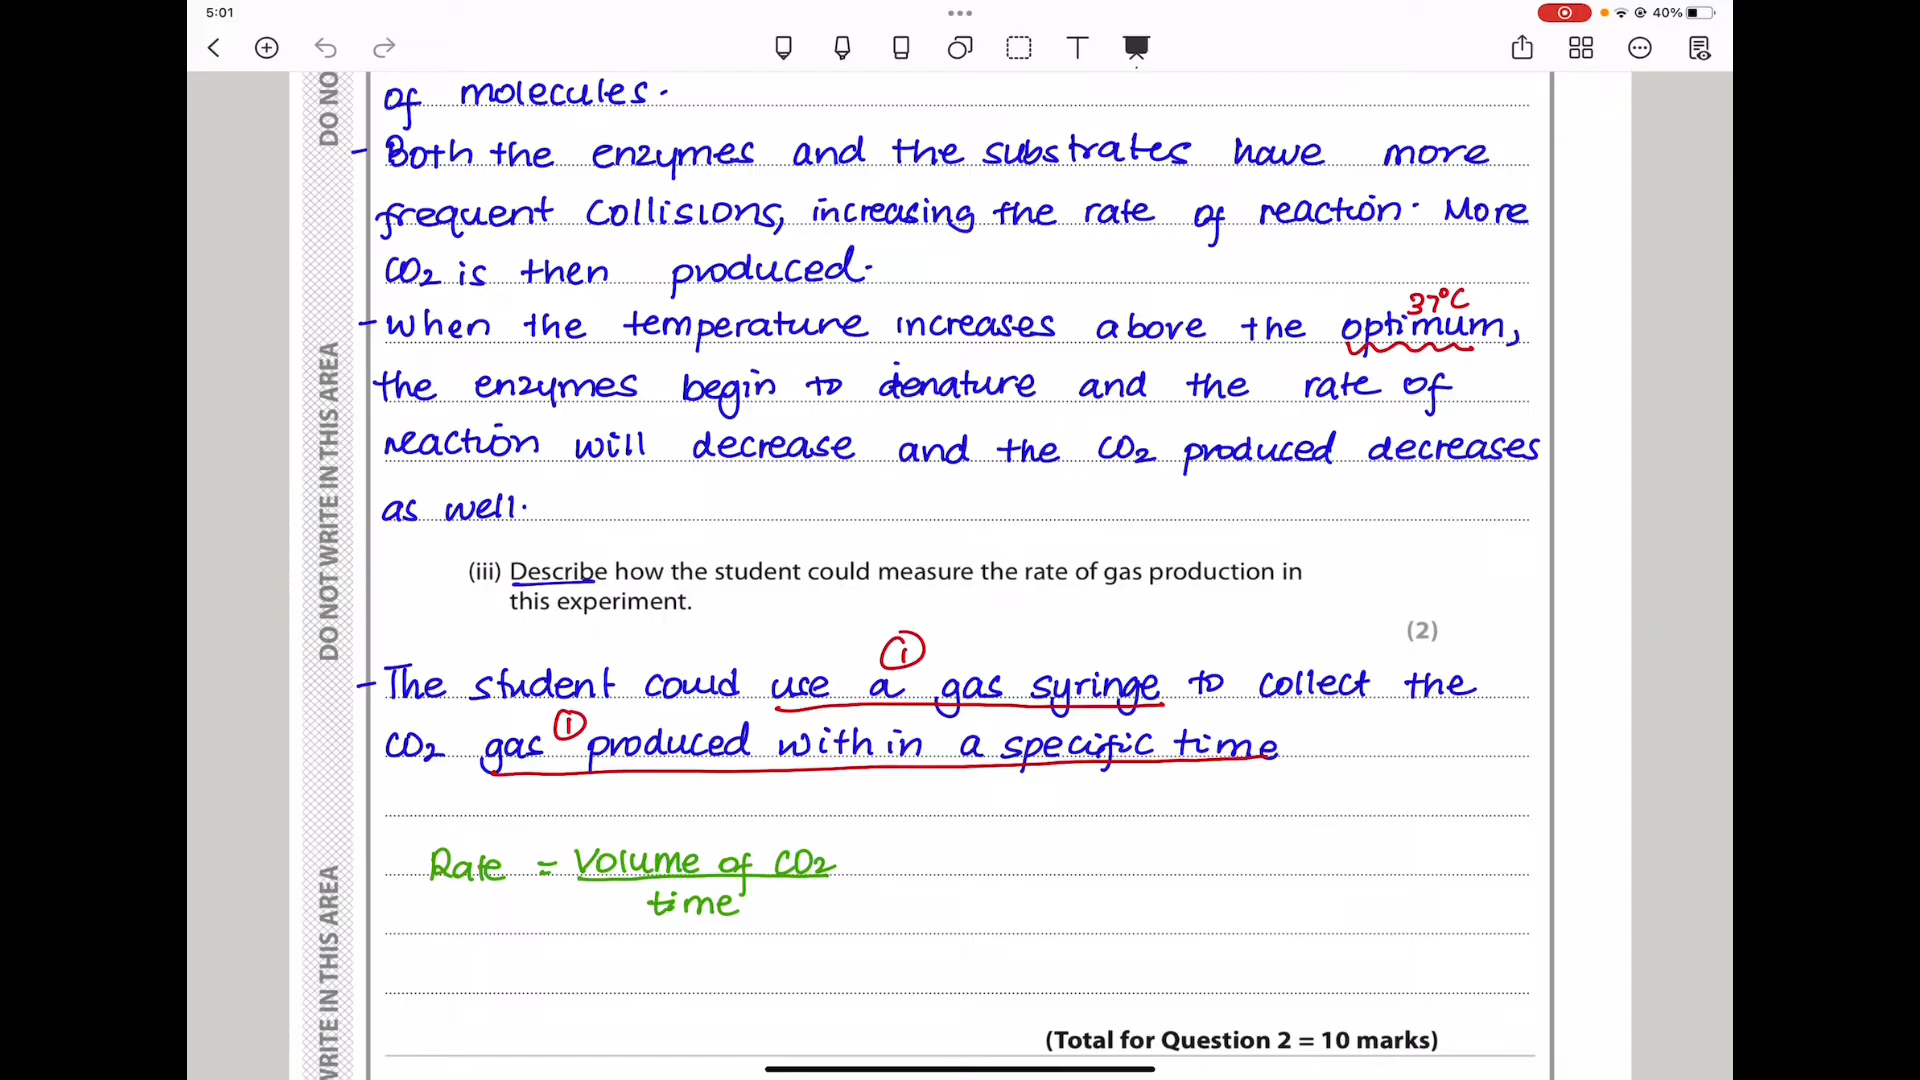 5:01
40%
of molecules.
- Both the enzymes and the substrates have more
frequent collisions, increasing the rate of reaction. More
CO2 is then produced.
37°C
- When the temperature increases above the optimum,
the enzymes begin to denature and the rate of
reaction will decrease and the CO2 produced decreases
as well.
(iii) Describe how the student could measure the rate of gas production in
this experiment.
(2)
1
- The student could use a gas syringe to collect the
1
CO2 gas produced within a specific time
Rate = Volume of CO2
time
(Total for Question 2 = 10 marks)
DO NO
DO NOT WRITE IN THIS AREA
WRITE IN THIS AREA